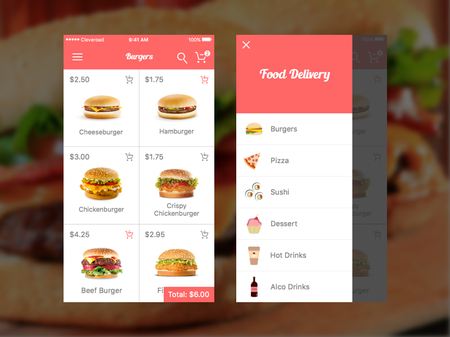 Cleveroad 9:41 AM 100%
Burgers
2
$2.50 $1.75
Cheeseburger Hamburger
$3.00 $1.75
Chickenburger Crispy
Chickenburger
$4.25 $2.95
Beef Burger
Total: $6.00
Food Delivery
Burgers
Pizza
Sushi
Dessert
Hot Drinks
Alco Drinks